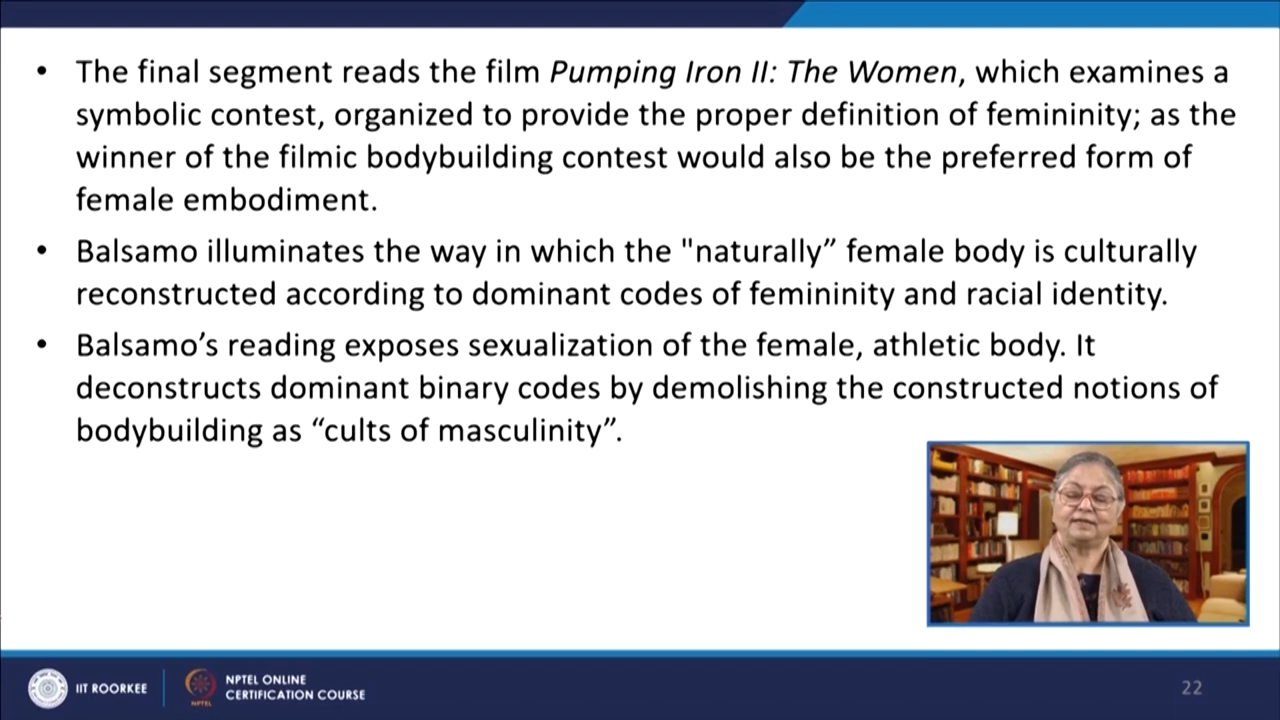 • The final segment reads the film Pumping Iron II: The Women, which examines a
symbolic contest, organized to provide the proper definition of femininity; as the
winner of the filmic bodybuilding contest would also be the preferred form of
female embodiment.
• Balsamo illuminates the way in which the "naturally” female body is culturally
reconstructed according to dominant codes of femininity and racial identity.
• Balsamo’s reading exposes sexualization of the female, athletic body. It
deconstructs dominant binary codes by demolishing the constructed notions of
bodybuilding as “cults of masculinity”.
IIT ROORKEE
NPTEL
NPTEL ONLINE
CERTIFICATION COURSE
22